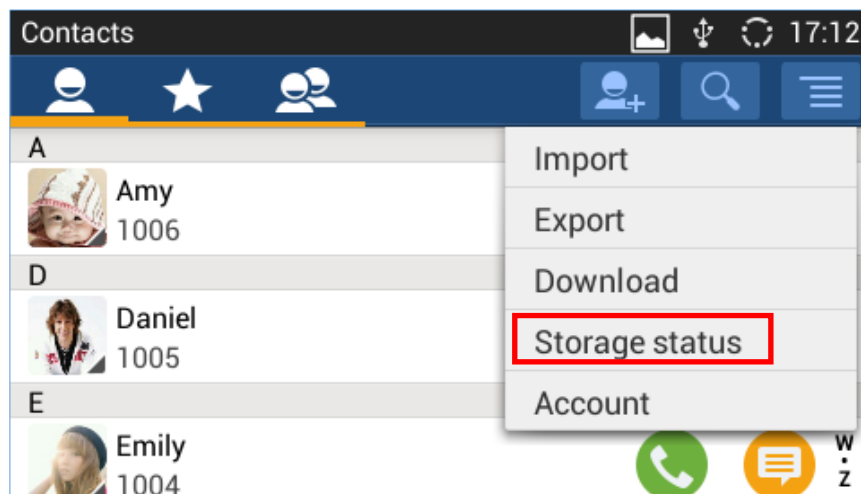 Contacts 17:12
A
Amy
1006
D
Daniel
1005
E
Emily
1004
Import
Export
Download
Storage status
Account
W
Z